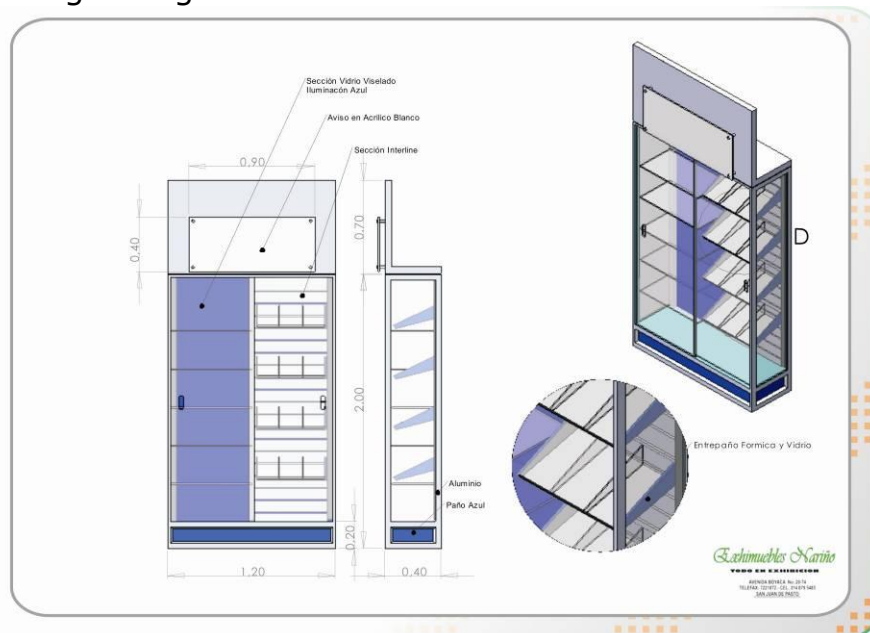 Sección Vidrio Viselado
Iluminacón Azul
Aviso en Acrilico Blanco
Sección Interline
0,90
0,40
0,70
2,00
D
Entrepaño Formica y Vidrio
Aluminio
Paño Azul
0,20
1,20
0,40
Exhimuebles Nariño
TODO EN EXHIBICION
SAN JUAN DE PASTO